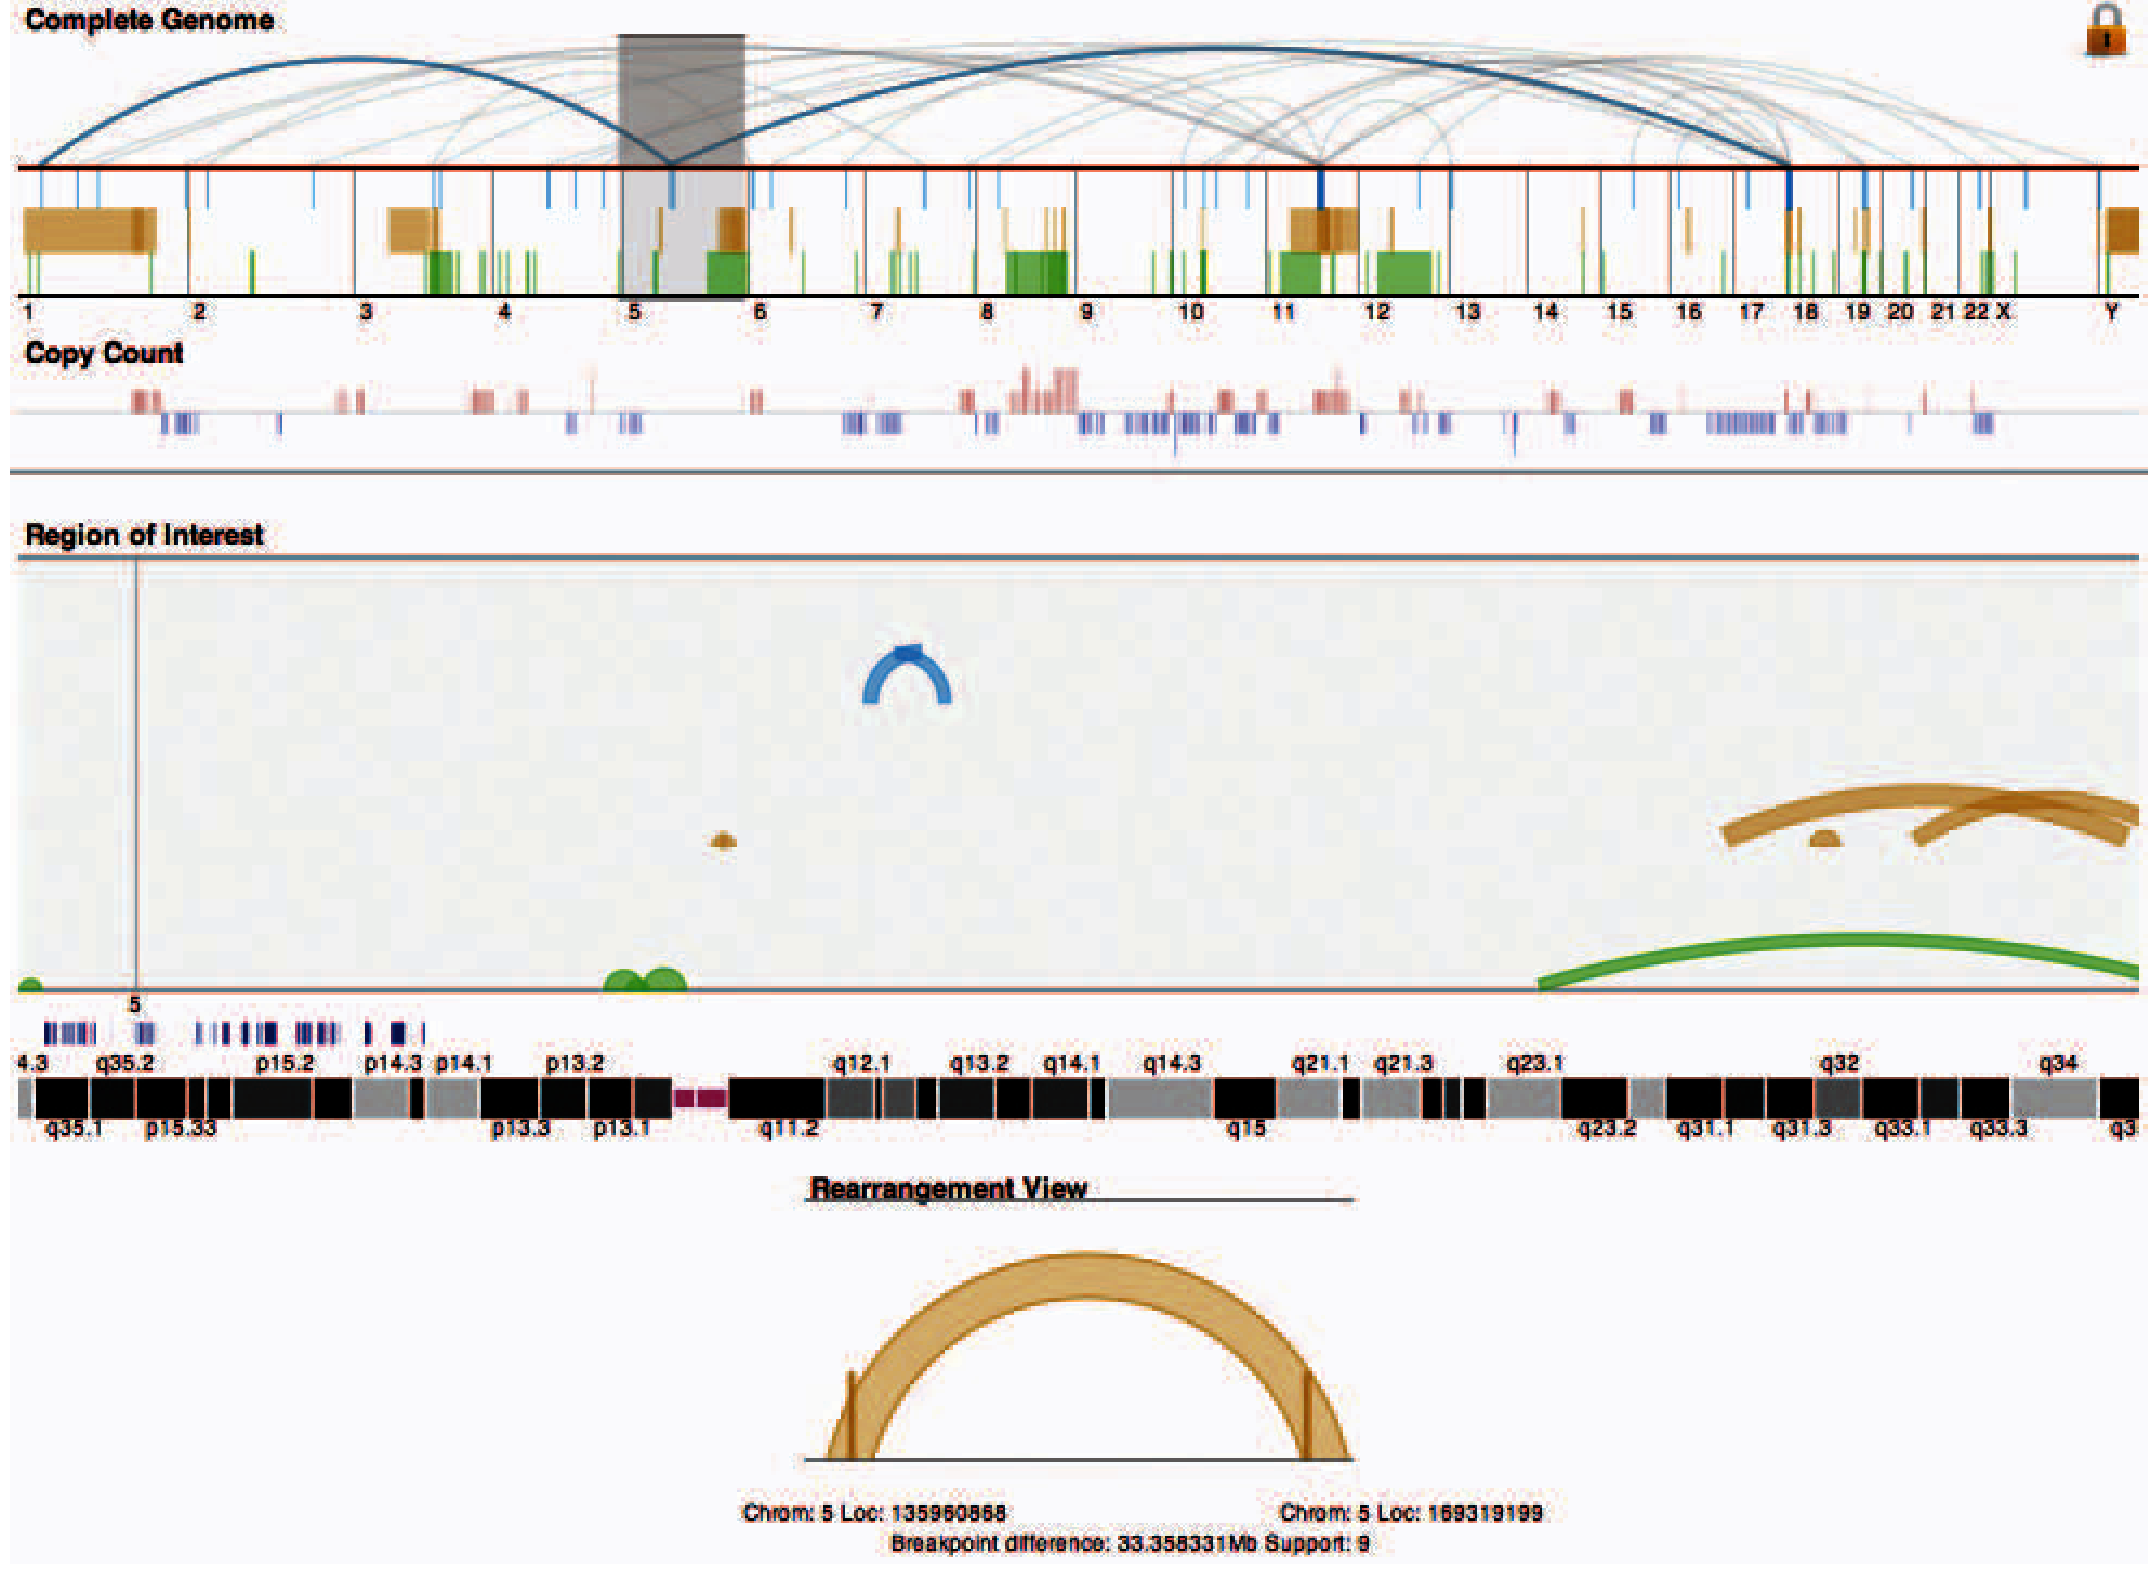 Complete Genome
1 2 3 4 5 6 7 8 9 10 11 12 13 14 15 16 17 18 19 20 21 22 X Y
Copy Count
Region of Interest
5
4.3 q35.2 p15.2 p14.3 p14.1 p13.2 q12.1 q13.2 q14.1 q14.3 q21.1 q21.3 q23.1 q32 q34
q35.1 p15.33 p13.3 p13.1 q11.2 q15 q23.2 q31.1 q31.3 q33.1 q33.3 q3
Rearrangement View
Chrom: 5 Loc: 135960868 Chrom: 5 Loc: 169319199
Breakpoint difference: 33.358331Mb Support: 9